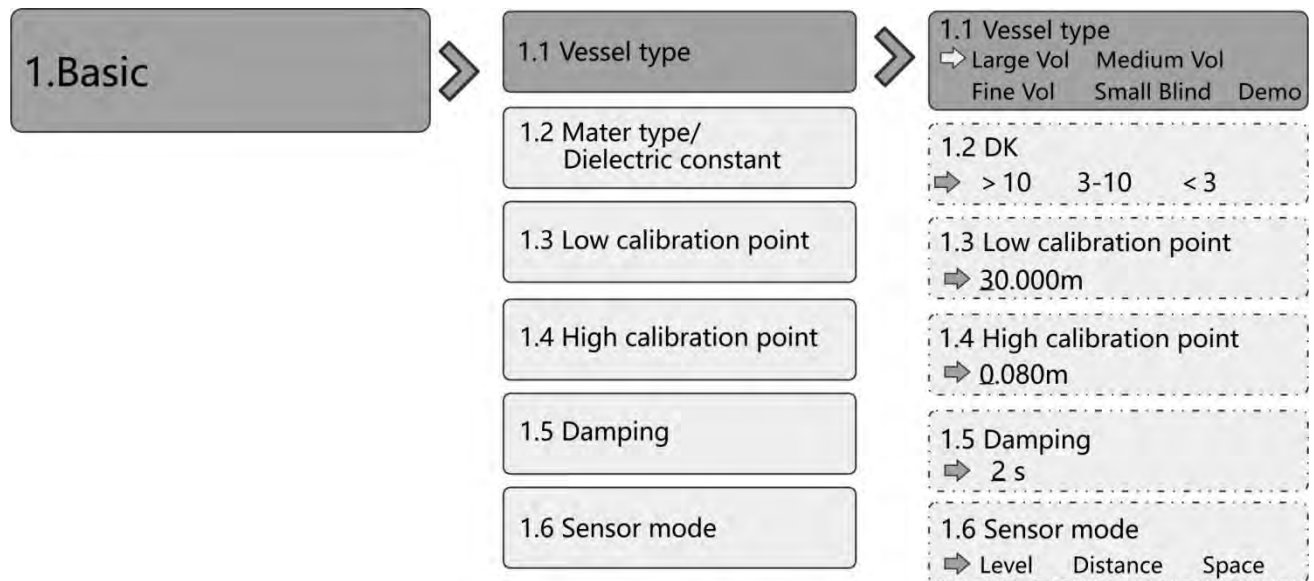 1.Basic
1.1 Vessel type
1.2 Mater type/
Dielectric constant
1.3 Low calibration point
1.4 High calibration point
1.5 Damping
1.6 Sensor mode
1.1 Vessel type
Large Vol Medium Vol
Fine Vol Small Blind Demo
1.2 DK
> 10 3-10 < 3
1.3 Low calibration point
30.000m
1.4 High calibration point
0.080m
1.5 Damping
2 s
1.6 Sensor mode
Level Distance Space